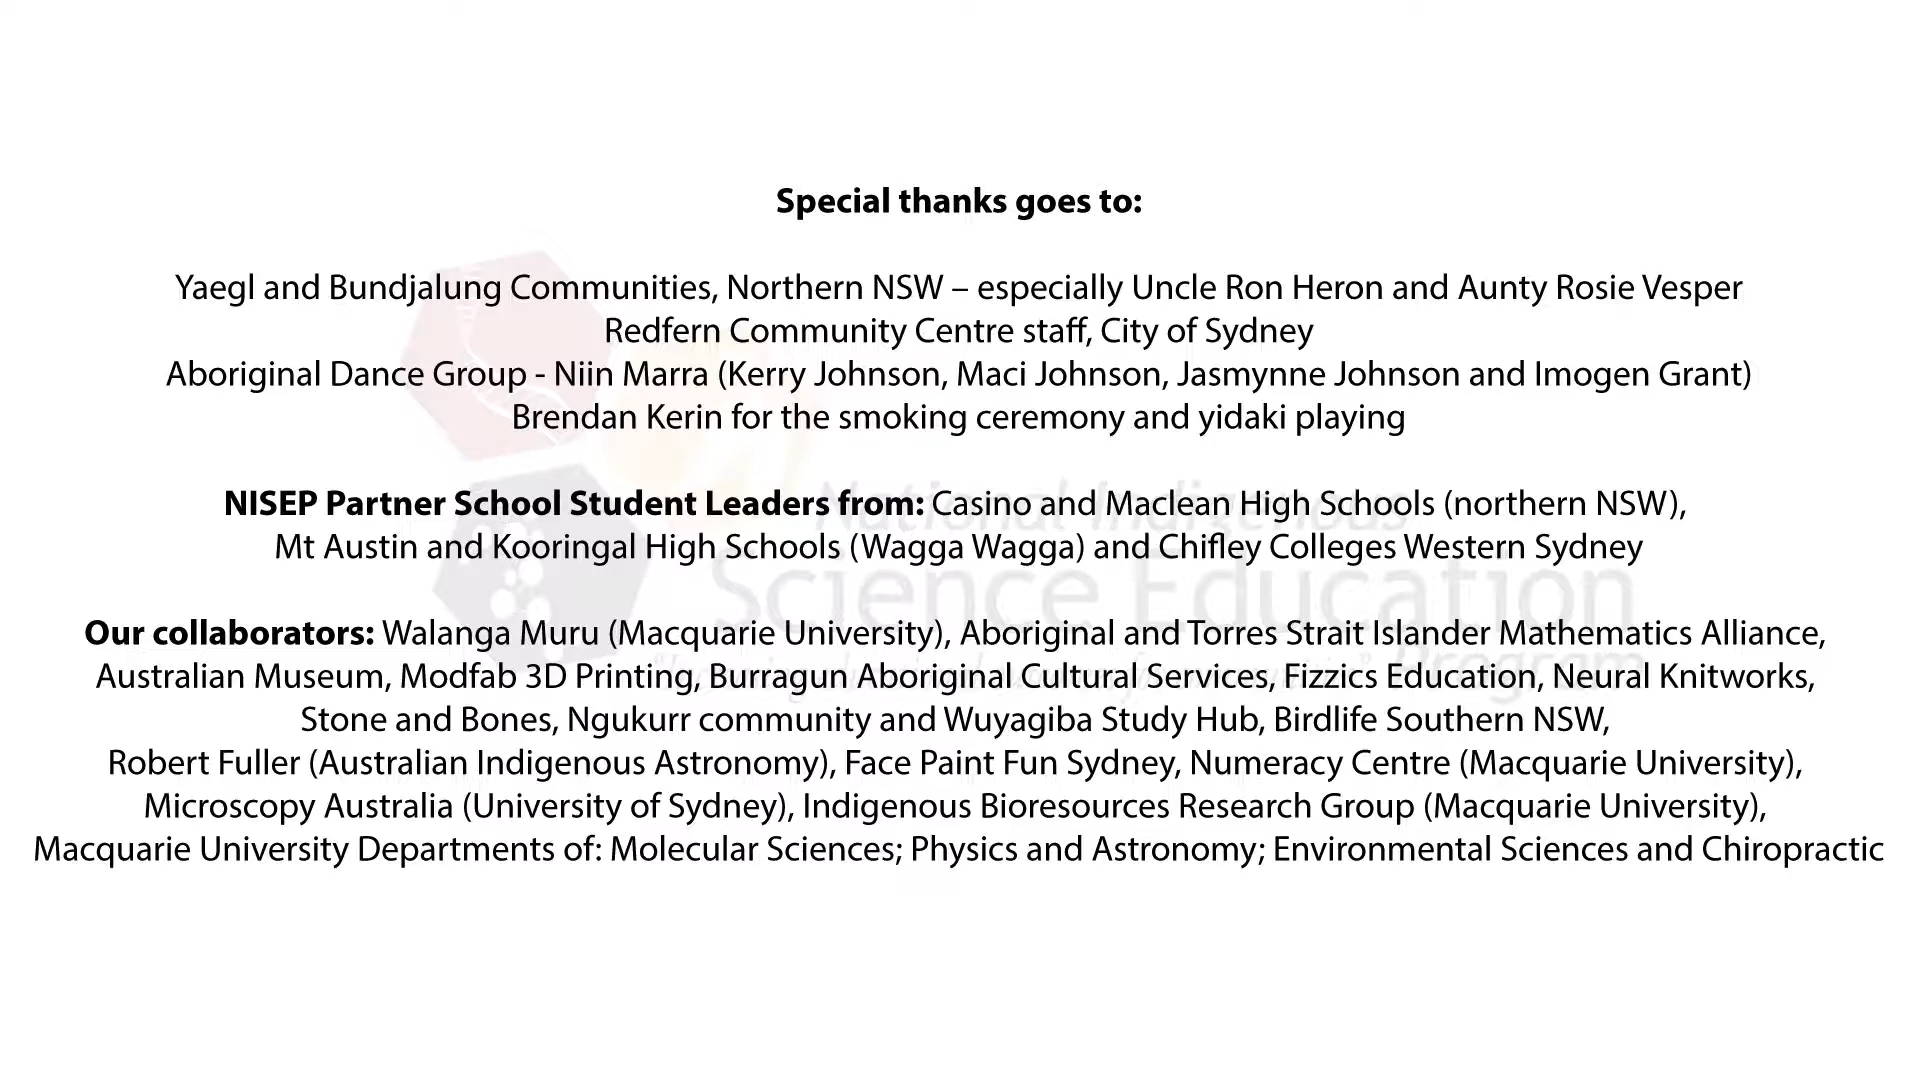 Special thanks goes to:
Yaegl and Bundjalung Communities, Northern NSW – especially Uncle Ron Heron and Aunty Rosie Vesper
Redfern Community Centre staff, City of Sydney
Aboriginal Dance Group - Niin Marra (Kerry Johnson, Maci Johnson, Jasmynne Johnson and Imogen Grant)
Brendan Kerin for the smoking ceremony and yidaki playing
NISEP Partner School Student Leaders from: Casino and Maclean High Schools (northern NSW),
Mt Austin and Kooringal High Schools (Wagga Wagga) and Chifley Colleges Western Sydney
Our collaborators: Walanga Muru (Macquarie University), Aboriginal and Torres Strait Islander Mathematics Alliance,
Australian Museum, Modfab 3D Printing, Burragun Aboriginal Cultural Services, Fizzics Education, Neural Knitworks,
Stone and Bones, Ngukurr community and Wuyagiba Study Hub, Birdlife Southern NSW,
Robert Fuller (Australian Indigenous Astronomy), Face Paint Fun Sydney, Numeracy Centre (Macquarie University),
Microscopy Australia (University of Sydney), Indigenous Bioresources Research Group (Macquarie University),
Macquarie University Departments of: Molecular Sciences; Physics and Astronomy; Environmental Sciences and Chiropractic
National Indigenous
Science Education
Program